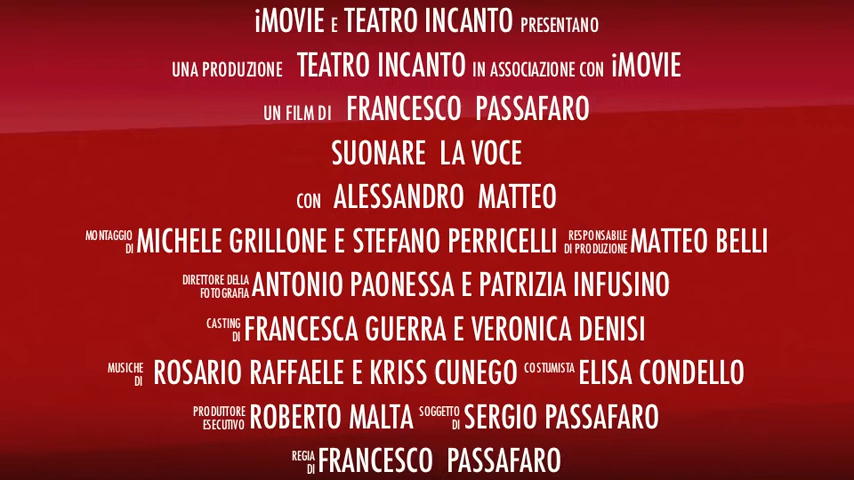 iMOVIE E TEATRO INCANTO PRESENTANO
UNA PRODUZIONE TEATRO INCANTO IN ASSOCIAZIONE CON iMOVIE
UN FILM DI FRANCESCO PASSAFARO
SUONARE LA VOCE
CON ALESSANDRO MATTEO
MONTAGGIO DI MICHELE GRILLONE E STEFANO PERRICELLI RESPONSABILE DI PRODUZIONE MATTEO BELLI
DIRETTORE DELLA FOTOGRAFIA ANTONIO PAONESSA E PATRIZIA INFUSINO
CASTING DI FRANCESCA GUERRA E VERONICA DENISI
MUSICHE DI ROSARIO RAFFAELE E KRISS CUNEGO COSTUMISTA ELISA CONDELLO
PRODUTTORE ESECUTIVO ROBERTO MALTA SOGGETTO DI SERGIO PASSAFARO
REGIA DI FRANCESCO PASSAFARO